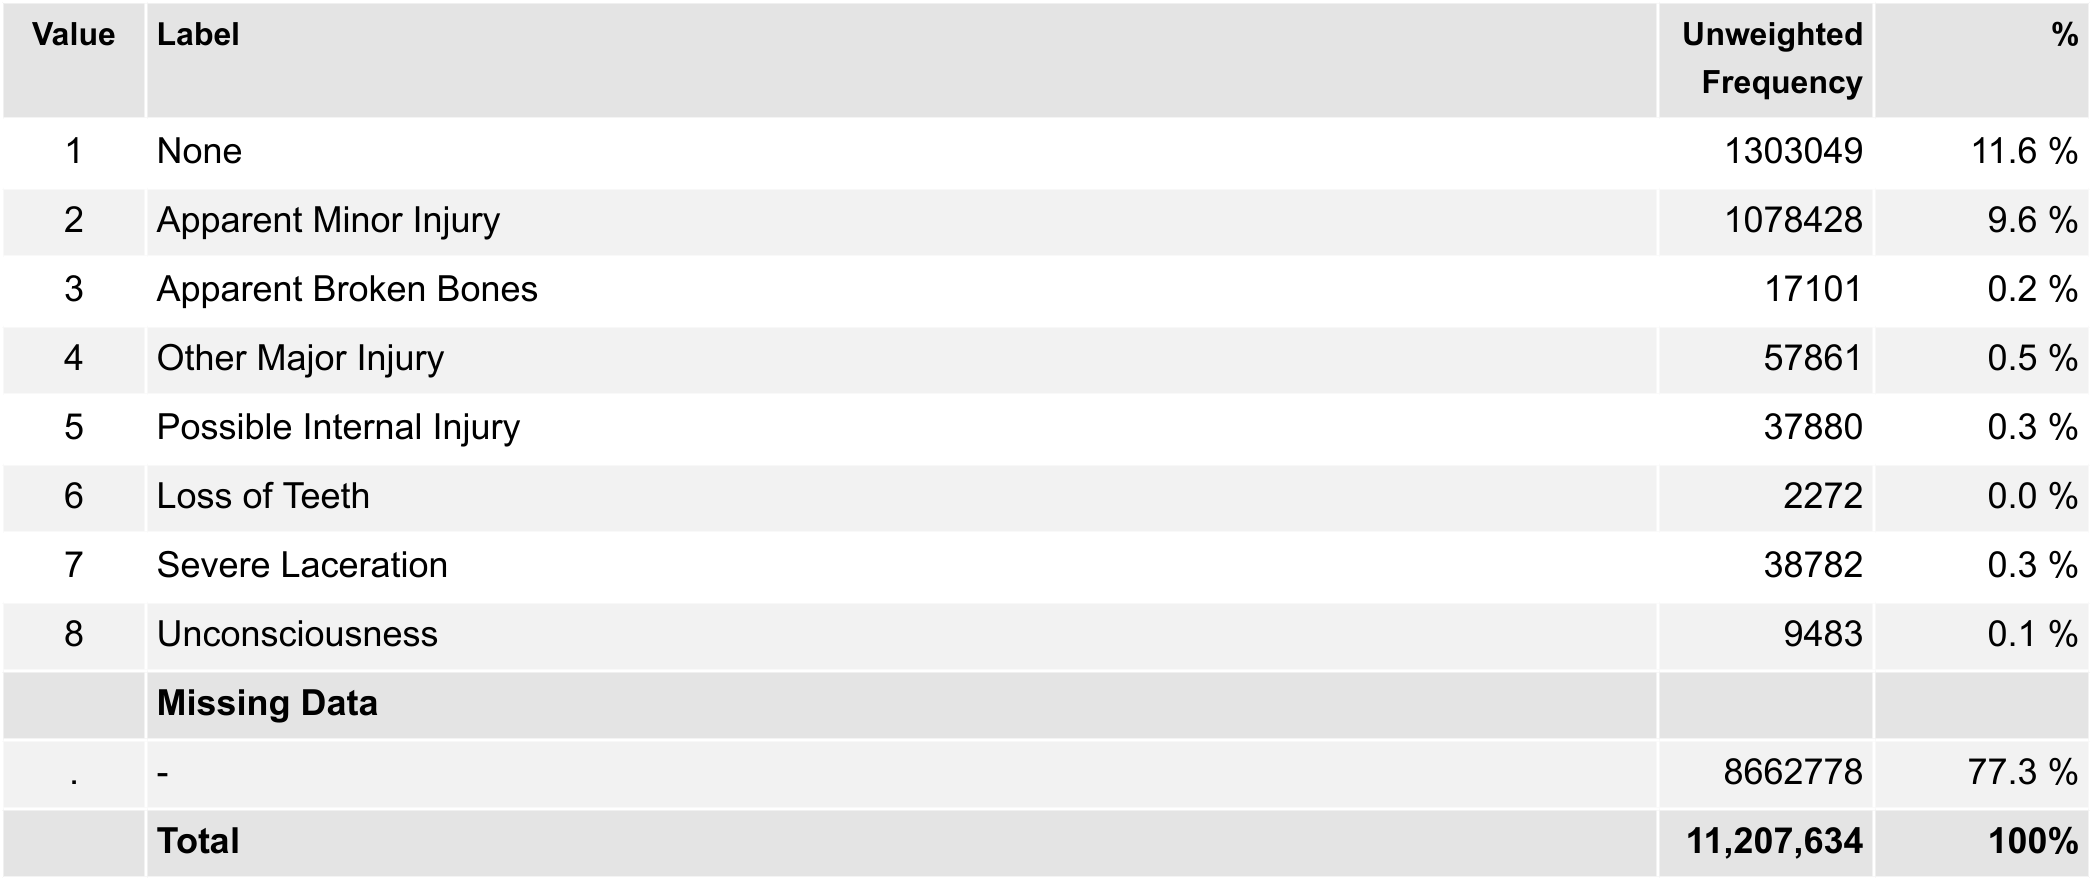 Value Label Unweighted Frequency %
1 None 1303049 11.6 %
2 Apparent Minor Injury 1078428 9.6 %
3 Apparent Broken Bones 17101 0.2 %
4 Other Major Injury 57861 0.5 %
5 Possible Internal Injury 37880 0.3 %
6 Loss of Teeth 2272 0.0 %
7 Severe Laceration 38782 0.3 %
8 Unconsciousness 9483 0.1 %
Missing Data
. - 8662778 77.3 %
Total 11,207,634 100%